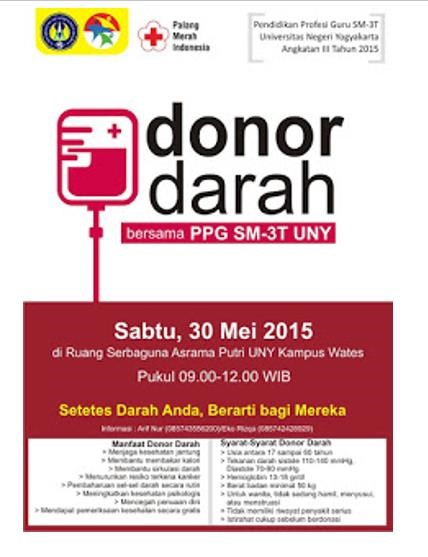 Palang
Merah
Indonesia
Pendidikan Profesi Guru SM-3T
Universitas Negeri Yogyakarta
Angkatan III Tahun 2015
donor
darah
bersama PPG SM-3T UNY
Sabtu, 30 Mei 2015
di Ruang Serbaguna Asrama Putri UNY Kampus Wates
Pukul 09.00-12.00 WIB
Setetes Darah Anda, Berarti bagi Mereka
Informasi : Arif Nur (085743556200)/Eko Rizqa (085742428929)
Manfaat Donor Darah
> Menjaga kesehatan jantung
> Membantu membakar kalori
> Membantu sirkulasi darah
> Menurunkan resiko terkena kanker
> Pembaharuan sel-sel darah secara rutin
> Meningkatkan kesehatan psikologis
> Mencegah penuaan dini
> Mendapat pemeriksaan kesehatan secara gratis
Syarat-Syarat Donor Darah
> Usia antara 17 sampai 60 tahun
> Tekanan darah sistole 110-140 mmHg,
Diastole 70-90 mmHg
> Hemoglobin 13-16 gr/dl
> Berat badan minimal 50 kg
> Untuk wanita, tidak sedang hamil, menyusui,
atau menstruasi
> Tidak memiliki riwayat penyakit serius
> Istirahat cukup sebelum berdonasi